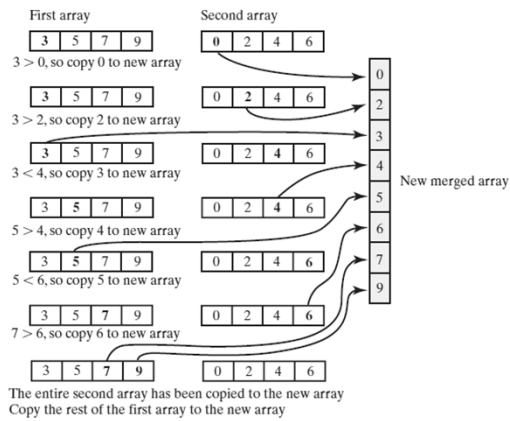 First array Second array
3 5 7 9 0 2 4 6
3 > 0, so copy 0 to new array
0
3 5 7 9 0 2 4 6
2
3 > 2, so copy 2 to new array
3
3 5 7 9 0 2 4 6
4
3 < 4, so copy 3 to new array
New merged array
5
3 5 7 9 0 2 4 6
5 > 4, so copy 4 to new array
6
3 5 7 9 0 2 4 6
7
5 < 6, so copy 5 to new array
9
3 5 7 9 0 2 4 6
7 > 6, so copy 6 to new array
3 5 7 9 0 2 4 6
The entire second array has been copied to the new array
Copy the rest of the first array to the new array